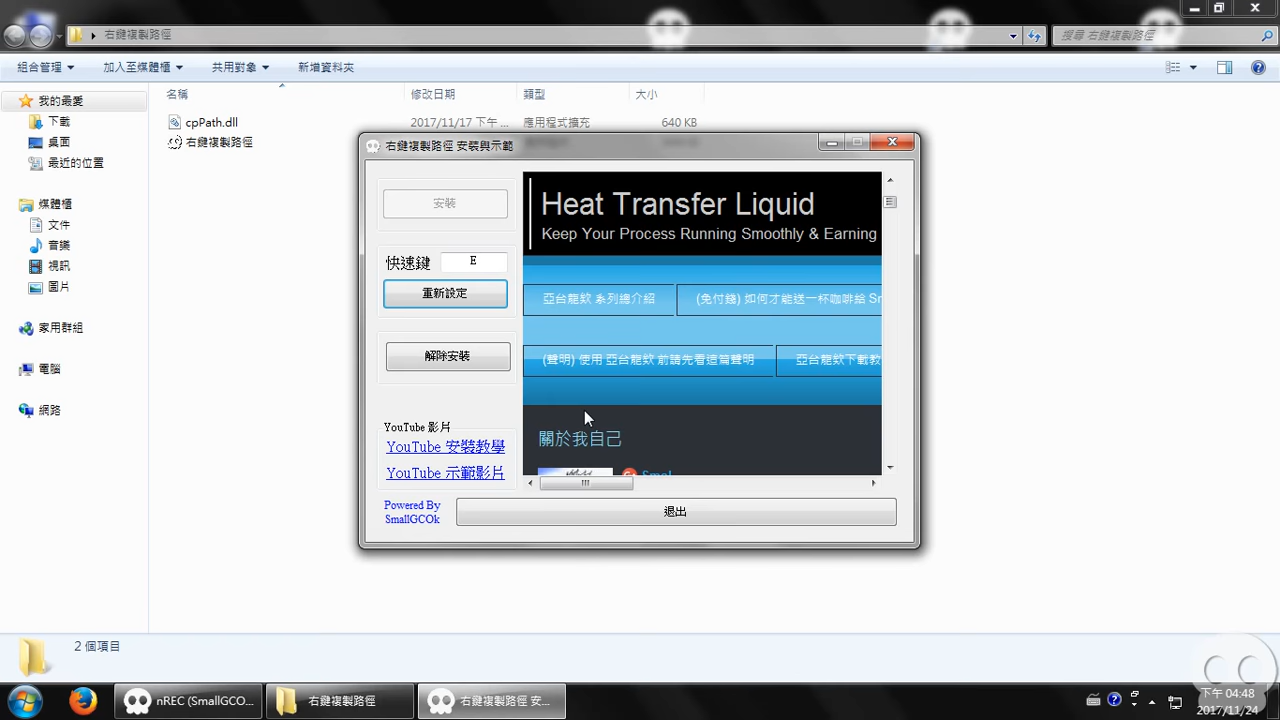 右鍵複製路徑
搜尋 右鍵複製路徑
組合管理
加入至媒體櫃
共用對象
新增資料夾
我的最愛
下載
桌面
最近的位置
媒體櫃
文件
音樂
視訊
圖片
家用群組
電腦
網路
名稱
修改日期
類型
大小
cpPath.dll
2017/11/17 下午 ...
應用程式擴充
640 KB
右鍵複製路徑
右鍵複製路徑 安裝與示範
安裝
快速鍵
E
重新設定
解除安裝
YouTube 影片
YouTube 安裝教學
YouTube 示範影片
Powered By
SmallGCOk
Heat Transfer Liquid
Keep Your Process Running Smoothly & Earning
亞台龍欽 系列總介紹
(免付錢) 如何才能送一杯咖啡給 Sr
(聲明) 使用 亞台龍欽 前請先看這篇聲明
亞台龍欽下載教
關於我自己
退出
2 個項目
nREC (SmallGCO...
右鍵複製路徑
右鍵複製路徑 安...
下午 04:48
2017/11/24